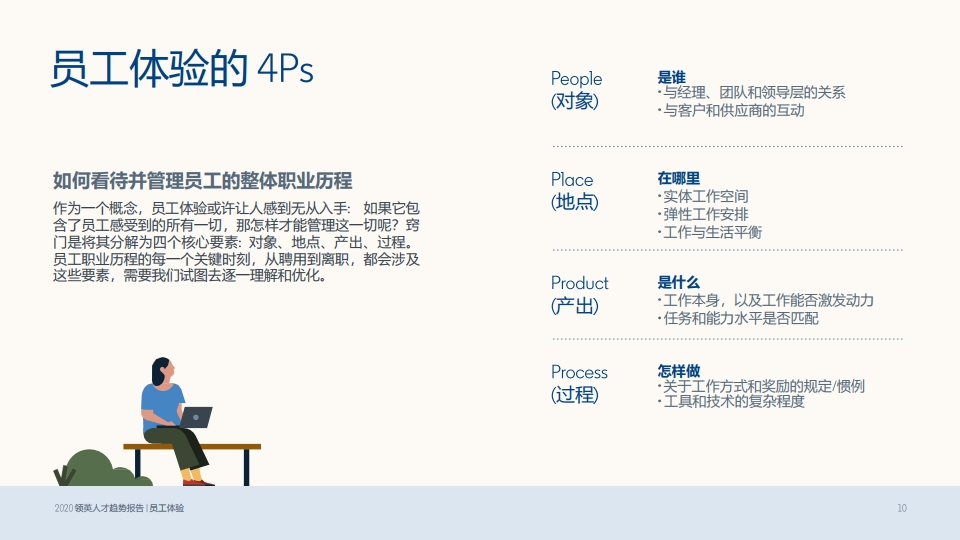 员工体验的 4Ps
如何看待并管理员工的整体职业历程
作为一个概念，员工体验或许让人感到无从入手： 如果它包
含了员工感受到的所有一切，那怎样才能管理这一切呢？窍
门是将其分解为四个核心要素：对象、地点、产出、过程。
员工职业历程的每一个关键时刻，从聘用到离职，都会涉及
这些要素，需要我们试图去逐一理解和优化。
People
(对象)
是谁
•与经理、团队和领导层的关系
•与客户和供应商的互动
Place
(地点)
在哪里
•实体工作空间
•弹性工作安排
•工作与生活平衡
Product
(产出)
是什么
•工作本身，以及工作能否激发动力
•任务和能力水平是否匹配
Process
(过程)
怎样做
•关于工作方式和奖励的规定/惯例
•工具和技术的复杂程度
2020 领英人才趋势报告 | 员工体验
10